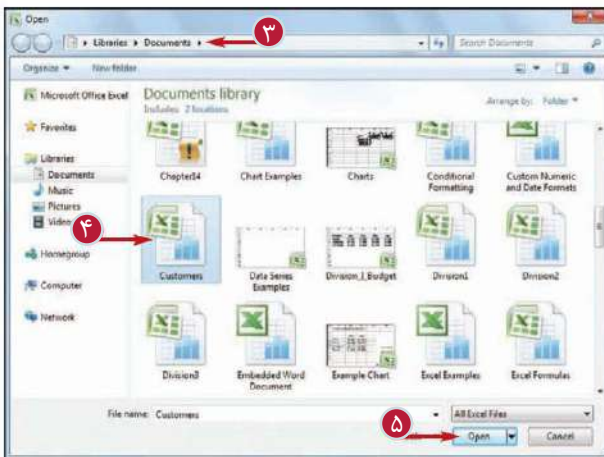 Open
Libraries ▸ Documents ▸
۳
Search Documents
Organize
New folder
Microsoft Office Excel
Favorites
Libraries
Documents
Music
Pictures
Video
Homegroup
Computer
Network
Documents library
Includes: 2 locations
Arrange by: Folder
Chapter14
Chart Examples
Charts
Conditional Formatting
Custom Numeric and Date Formats
۴
Customers
Data Series Examples
Division_I_Budget
Division1
Division2
Division3
Embedded Word Document
Example Chart
Excel Examples
Excel Formulas
File name: Customers
All Excel Files
۵
Open
Cancel